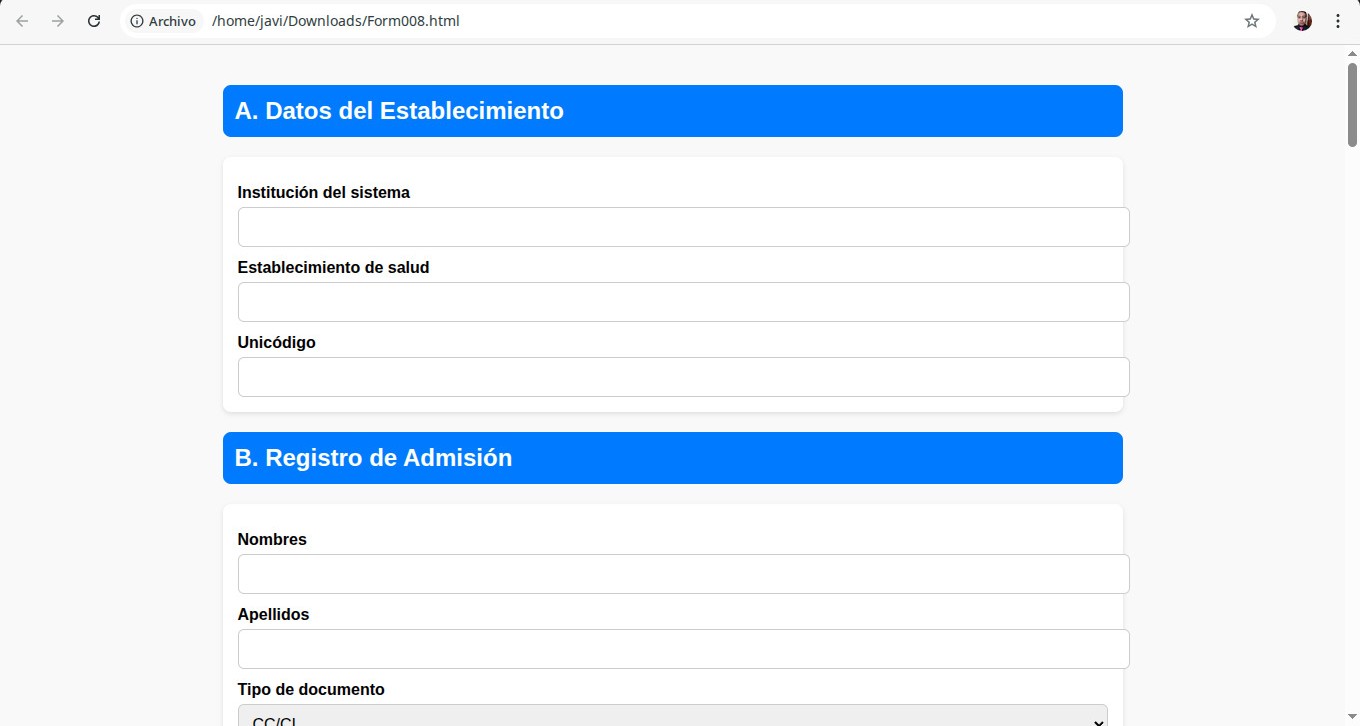 Archivo /home/javi/Downloads/Form008.html
A. Datos del Establecimiento
Institución del sistema
Establecimiento de salud
Unicódigo
B. Registro de Admisión
Nombres
Apellidos
Tipo de documento
CC/CI